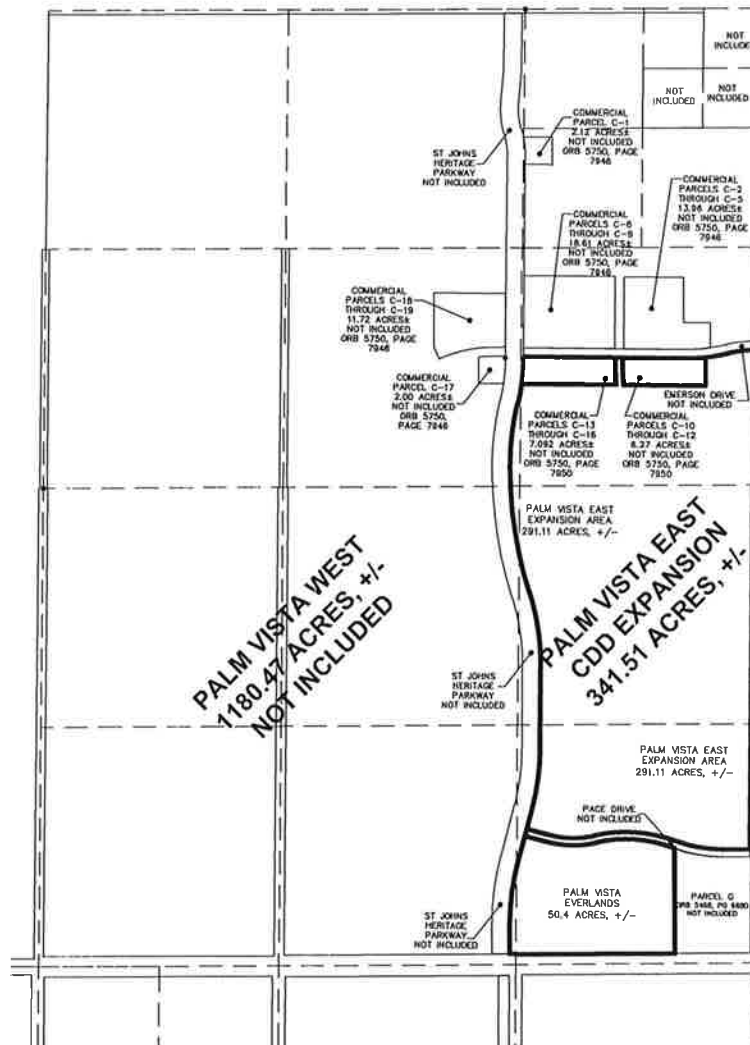 NOT
INCLUDED
NOT
INCLUDED
NOT
INCLUDED
COMMERCIAL
PARCEL C-1
2.12 ACRES±
NOT INCLUDED
ORB 5750, PAGE
7946
ST JOHNS
HERITAGE
PARKWAY
NOT INCLUDED
COMMERCIAL
PARCELS C-2
THROUGH C-5
13.96 ACRES±
NOT INCLUDED
ORB 5750, PAGE
7946
COMMERCIAL
PARCELS C-6
THROUGH C-9
18.61 ACRES±
NOT INCLUDED
ORB 5750, PAGE
7946
COMMERCIAL
PARCELS C-18
THROUGH C-19
11.72 ACRES±
NOT INCLUDED
ORB 5750, PAGE
7946
COMMERCIAL
PARCEL C-17
2.00 ACRES±
NOT INCLUDED
ORB 5750,
PAGE 7946
EMERSON DRIVE
NOT INCLUDED
COMMERCIAL
PARCELS C-13
THROUGH C-16
7.092 ACRES±
NOT INCLUDED
ORB 5750, PAGE
7950
COMMERCIAL
PARCELS C-10
THROUGH C-12
ACRES±
NOT INCLUDED
ORB 5750, PAGE
7950
PALM VISTA EAST
EXPANSION AREA
291.11 ACRES, +/-
PALM VISTA WEST
1180.47 ACRES, +/-
NOT INCLUDED
PALM VISTA EAST
CDD EXPANSION
341.51 ACRES, +/-
ST JOHNS
HERITAGE
PARKWAY
NOT INCLUDED
PALM VISTA EAST
EXPANSION AREA
291.11 ACRES, +/-
PACE DRIVE
NOT INCLUDED
PALM VISTA
EVERLANDS
50.4 ACRES, +/-
PARCEL G
NOT INCLUDED
ST JOHNS
HERITAGE
PARKWAY
NOT INCLUDED